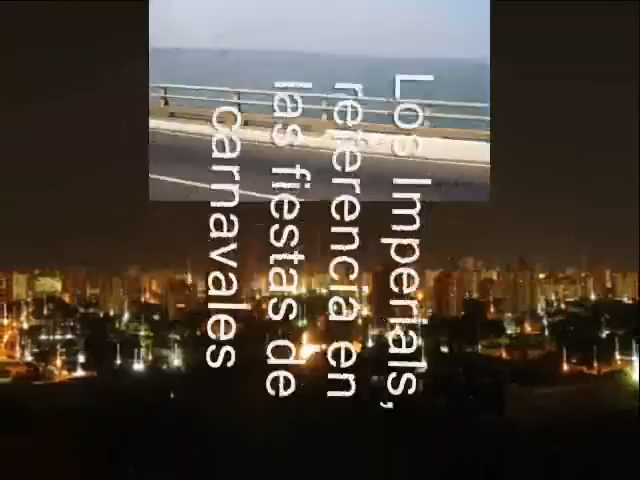 Los Imperials,
referencia en
las fiestas de
carnavales